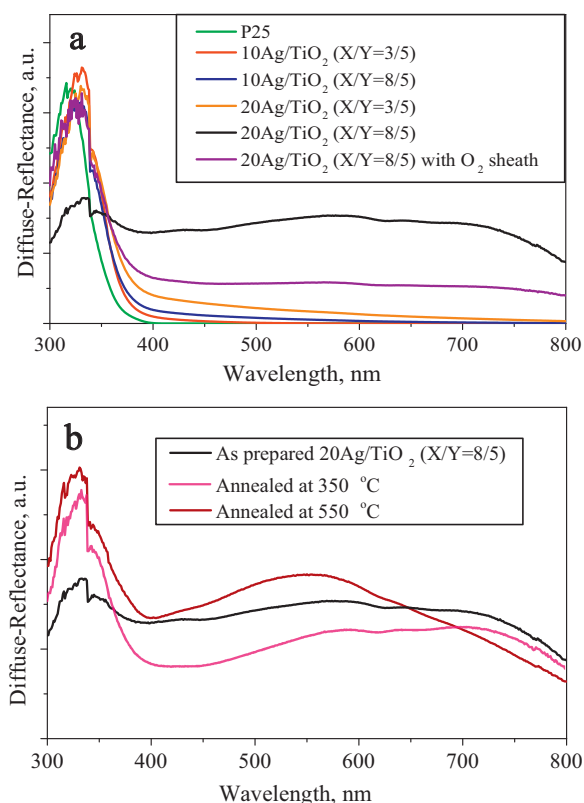 a
P25
10Ag/TiO2 (X/Y=3/5)
10Ag/TiO2 (X/Y=8/5)
20Ag/TiO2 (X/Y=3/5)
20Ag/TiO2 (X/Y=8/5)
20Ag/TiO2 (X/Y=8/5) with O2 sheath
Diffuse-Reflectance, a.u.
300 400 500 600 700 800
Wavelength, nm
b
As prepared 20Ag/TiO2 (X/Y=8/5)
Annealed at 350 °C
Annealed at 550 °C
Diffuse-Reflectance, a.u.
300 400 500 600 700 800
Wavelength, nm